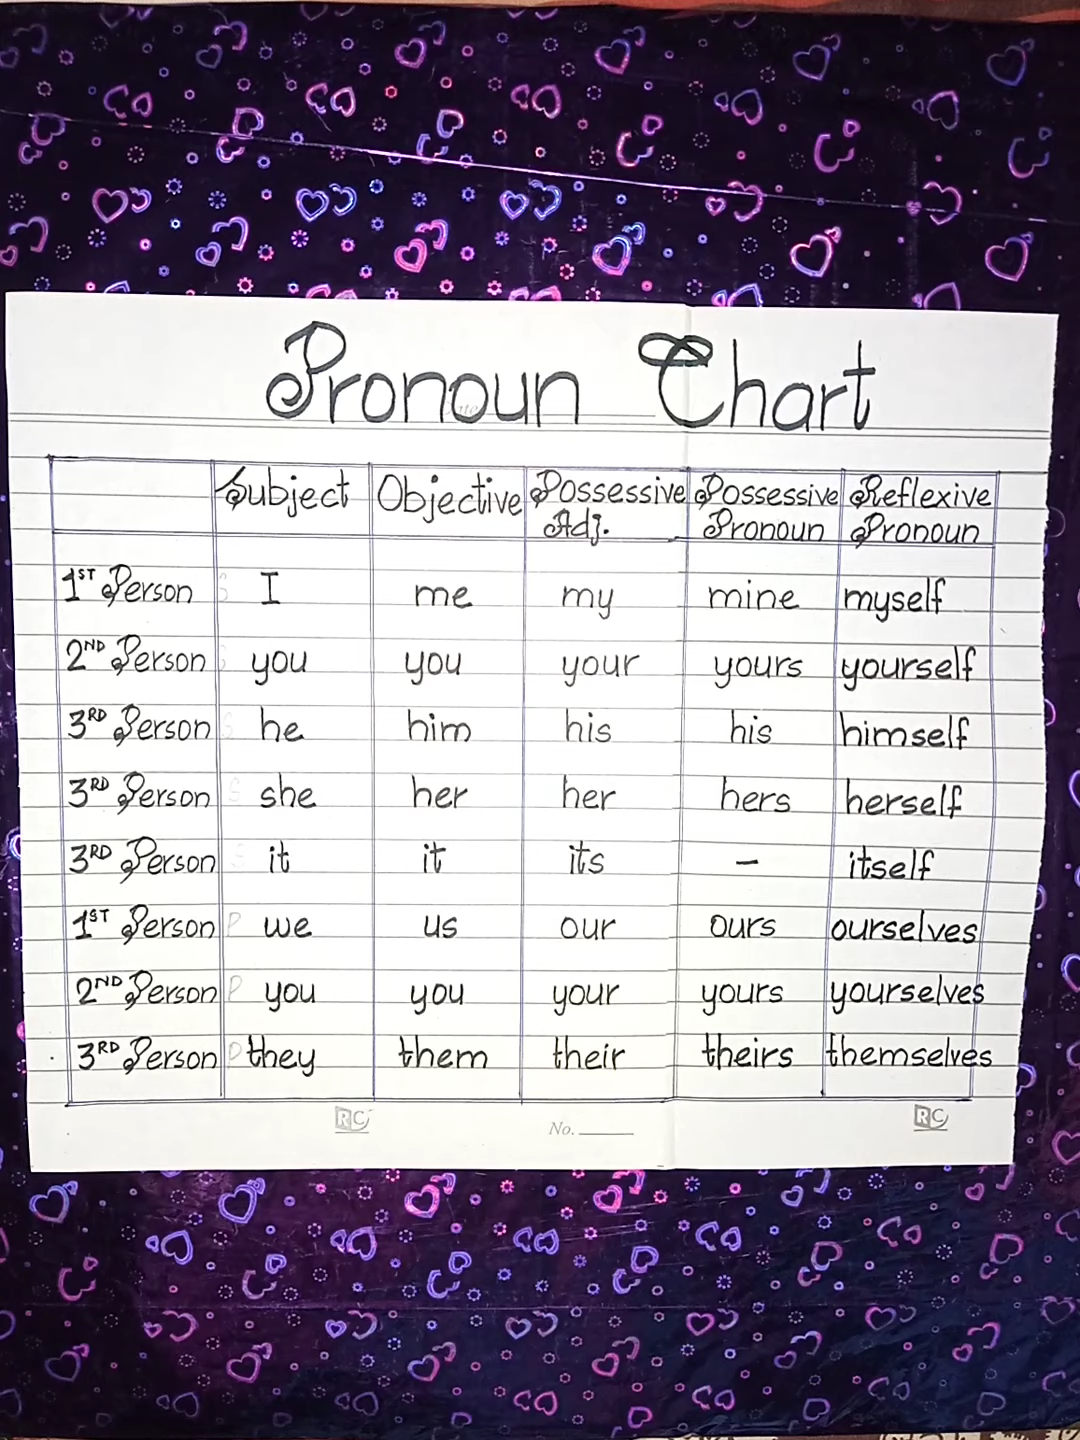 Pronoun Chart
Subject Objective Possessive Adj. Possessive Pronoun Reflexive Pronoun
1ST Person S I me my mine myself
2ND Person S you you your yours yourself
3RD Person S he him his his himself
3RD Person S she her her hers herself
3RD Person S it it its - itself
1ST Person P we us our ours ourselves
2ND Person P you you your yours yourselves
3RD Person P they them their theirs themselves
RC No. RC